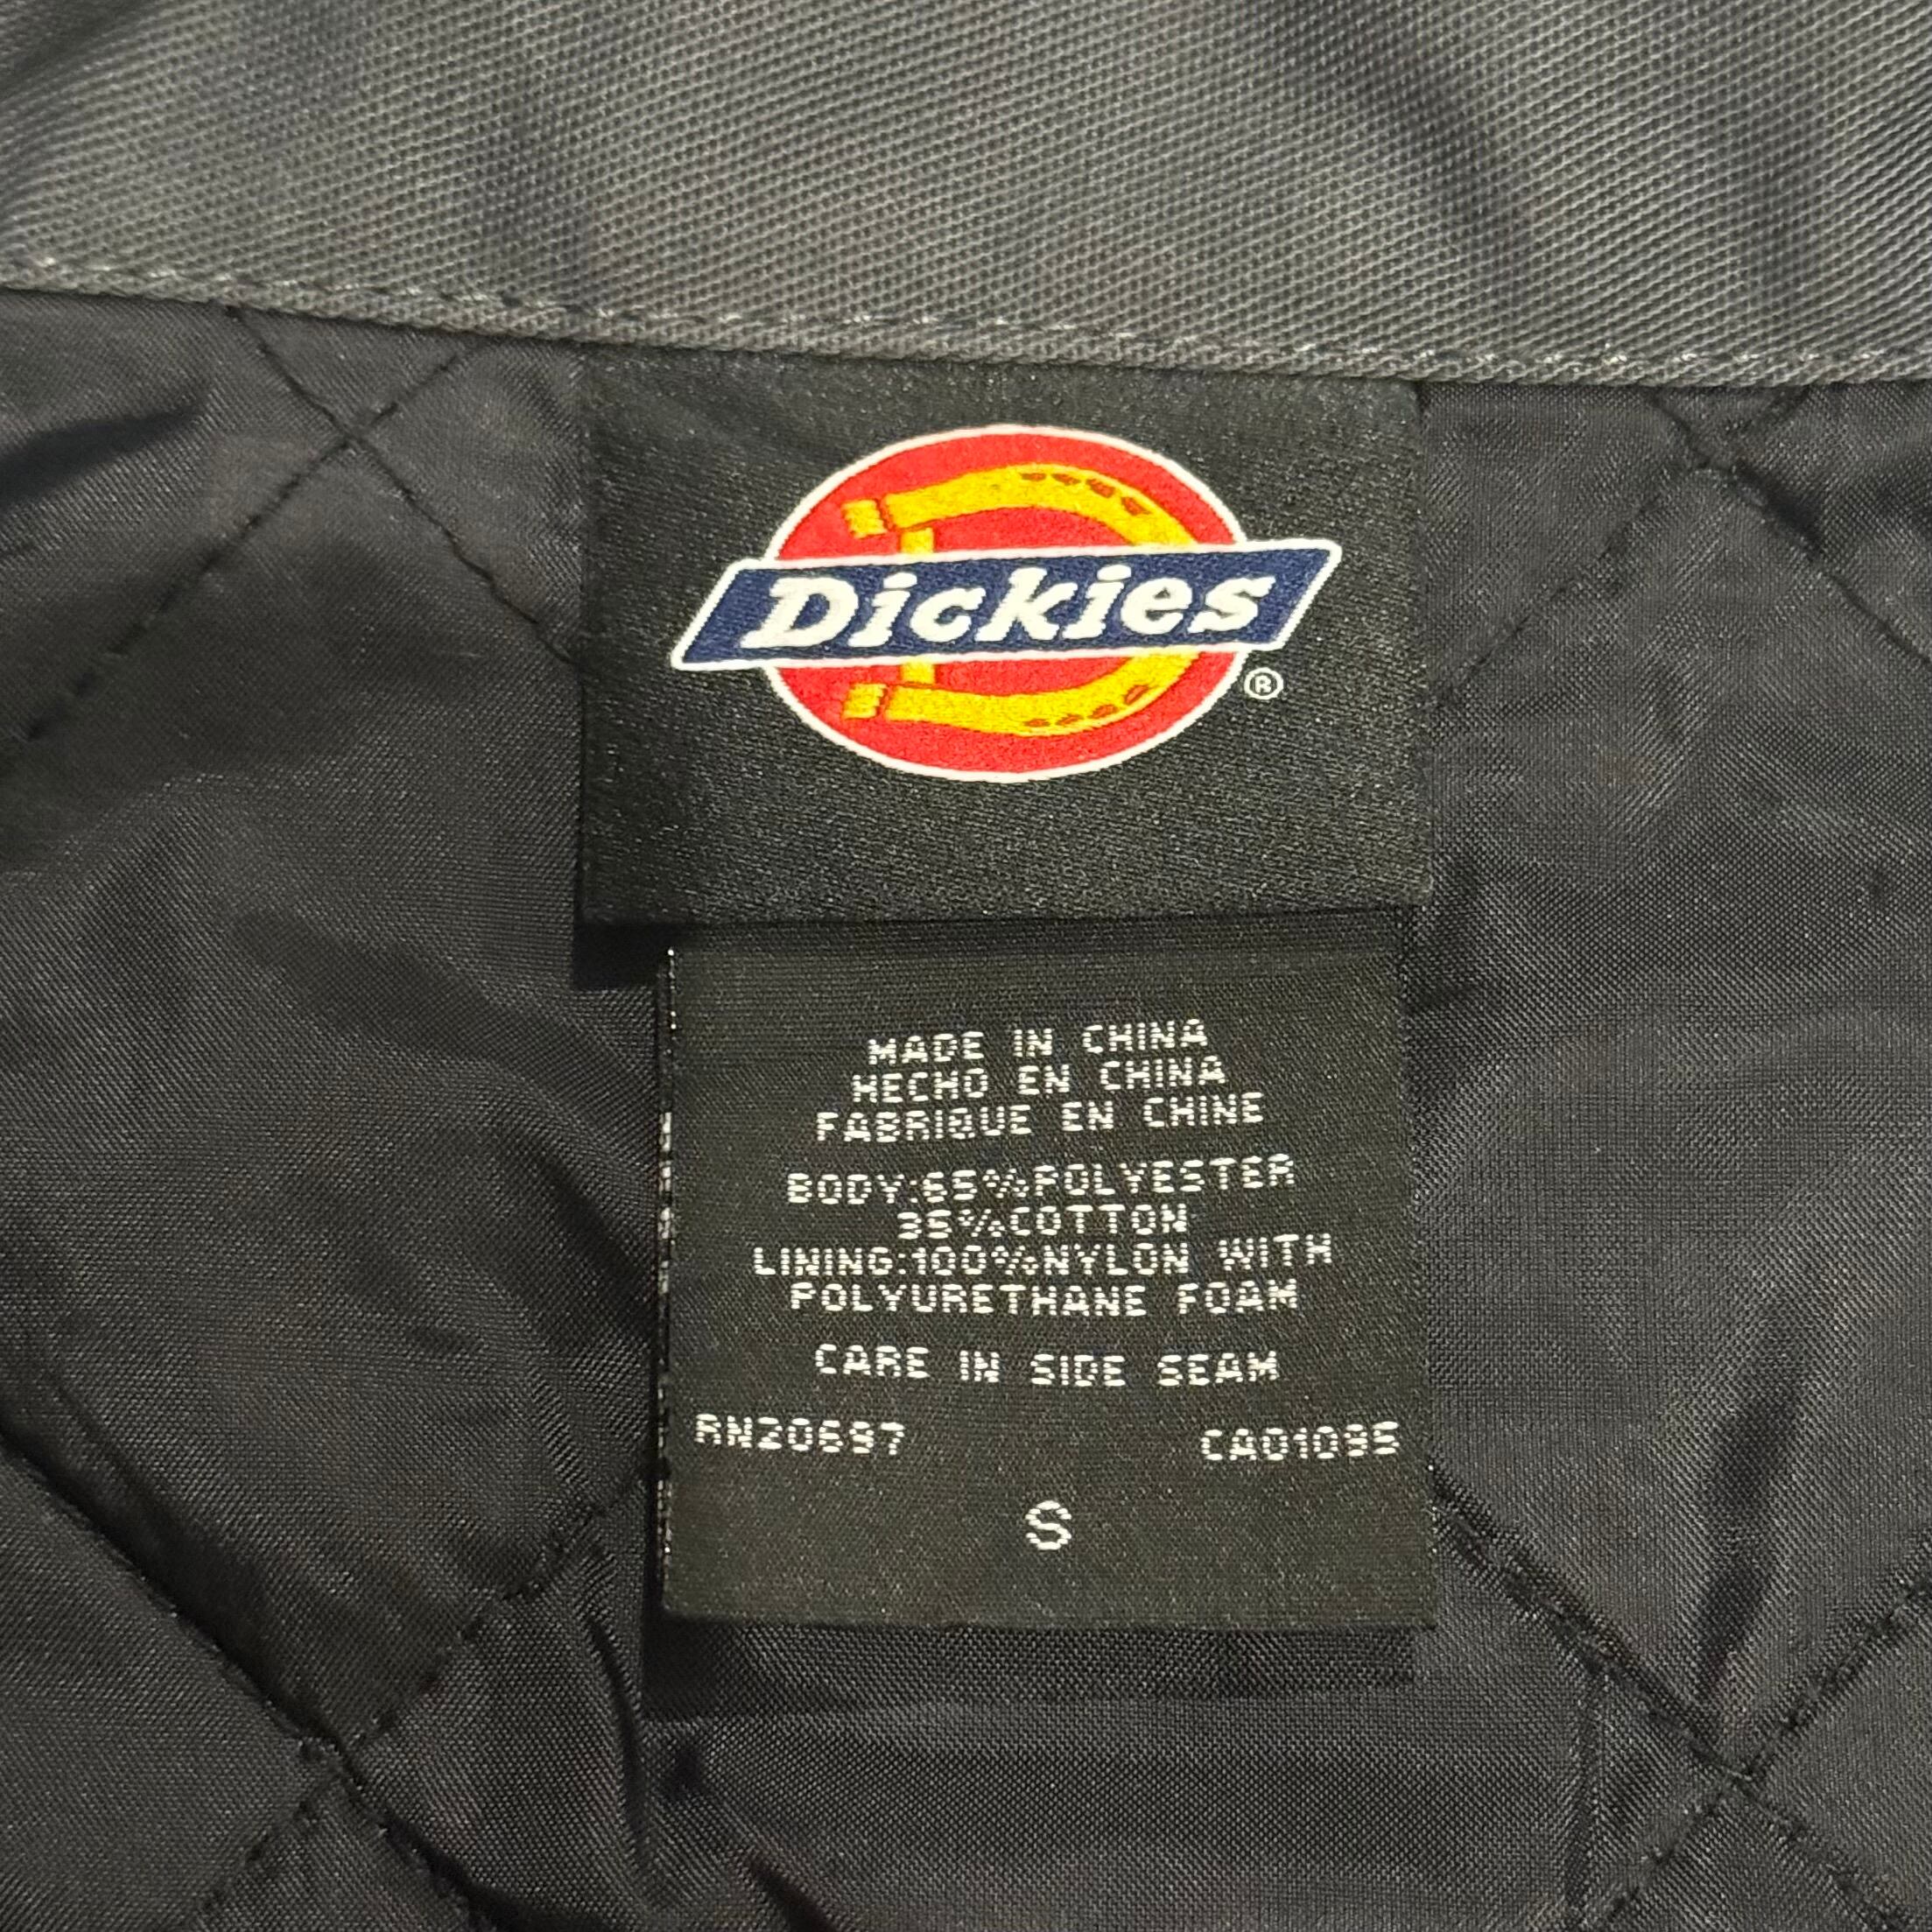 Dickies
®
MADE IN CHINA
HECHO EN CHINA
FABRIQUE EN CHINE
BODY:65%POLYESTER
35%COTTON
LINING:100%NYLON WITH
POLYURETHANE FOAM
CARE IN SIDE SEAM
RN20697 CA01095
S